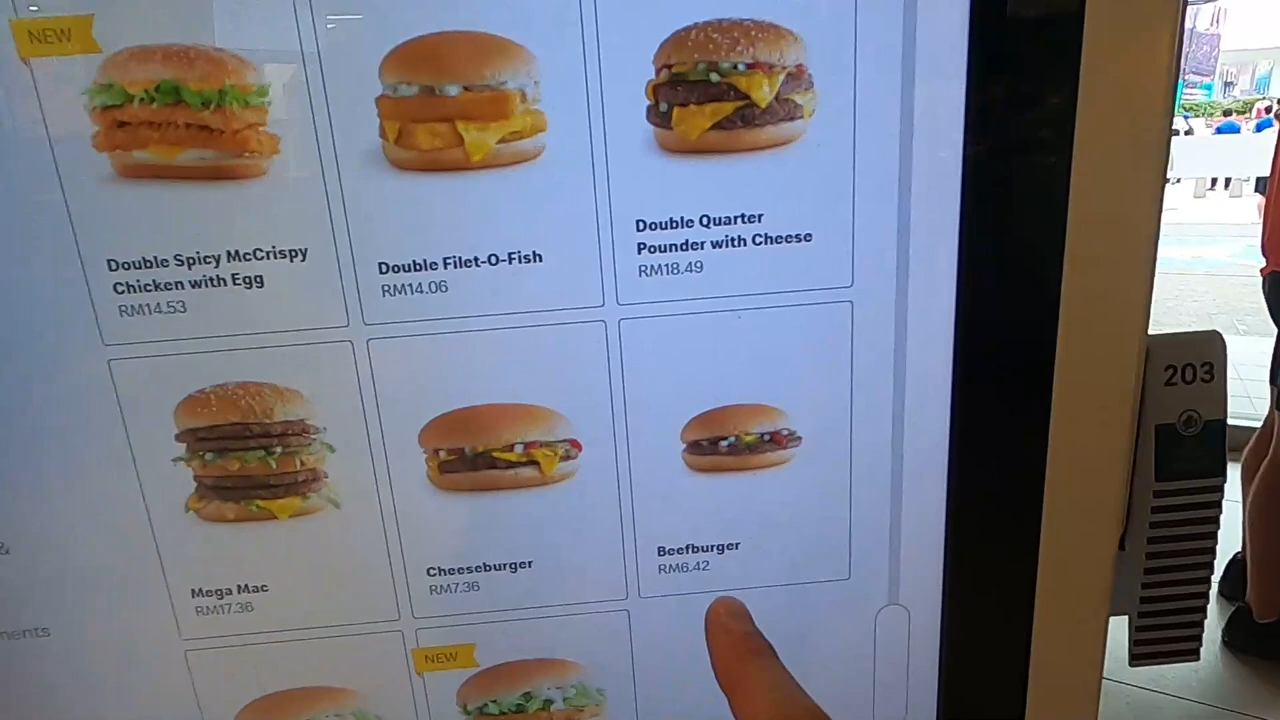 NEW
Double Spicy McCrispy
Chicken with Egg
RM14.53
Double Filet-O-Fish
RM14.06
Double Quarter
Pounder with Cheese
RM18.49
Mega Mac
RM17.36
Cheeseburger
RM7.36
Beefburger
RM6.42
&
ments
NEW
203